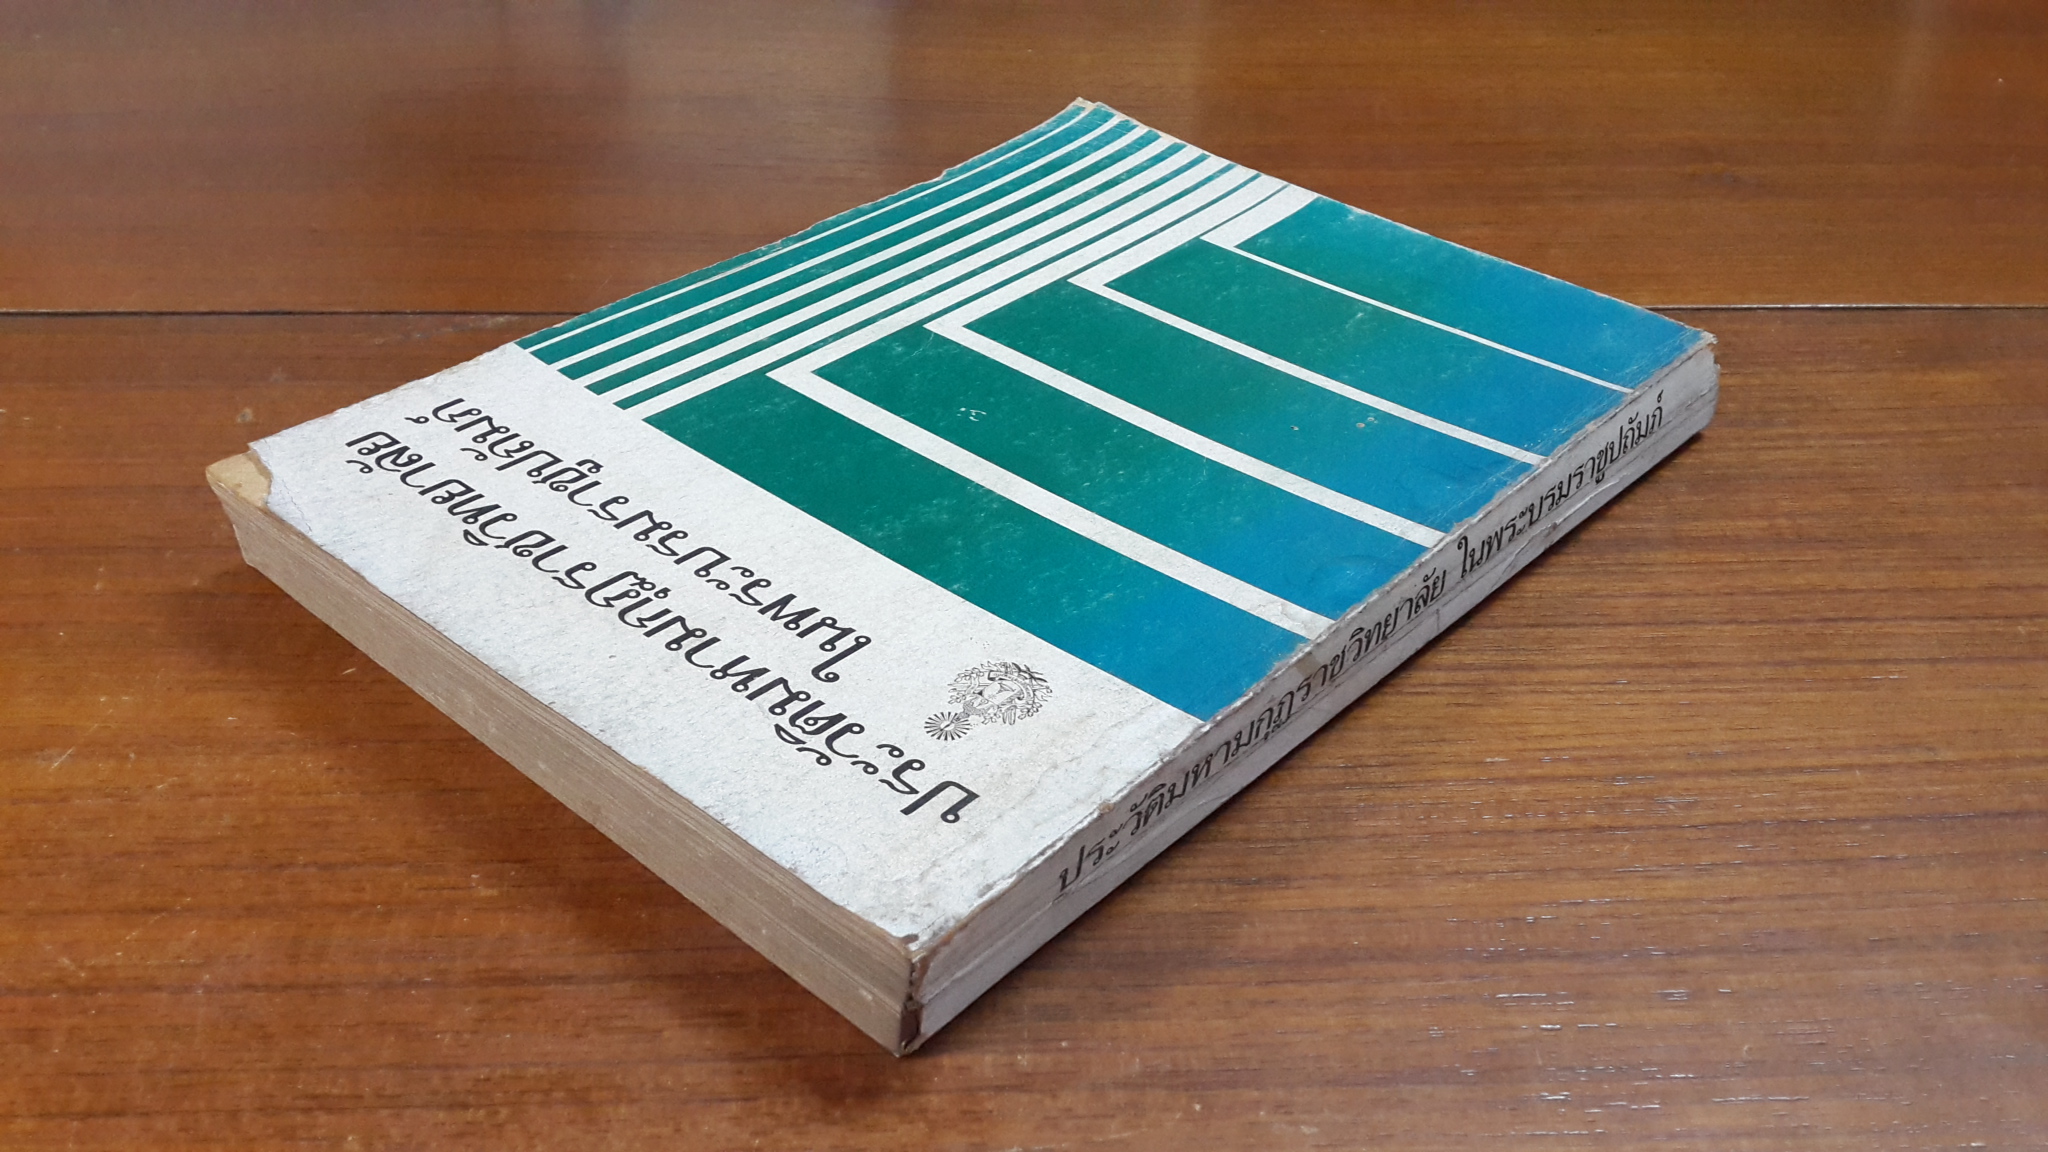 ประวัติมหามกุฏราชวิทยาลัย
ในพระบรมราชูปถัมภ์
ประวัติมหามกุฏราชวิทยาลัย ในพระบรมราชูปถัมภ์